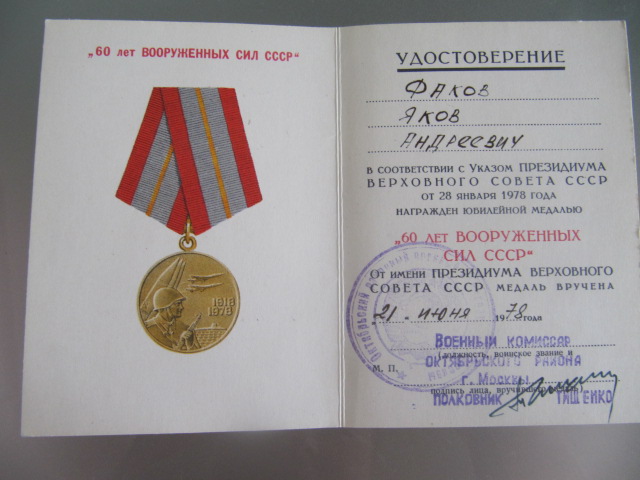 „60 лет ВООРУЖЕННЫХ СИЛ СССР“
1918
1978
УДОСТОВЕРЕНИЕ
Факов
Яков
Андреевич
В СООТВЕТСТВИИ С УКАЗОМ ПРЕЗИДИУМА
ВЕРХОВНОГО СОВЕТА СССР
ОТ 28 ЯНВАРЯ 1978 ГОДА
НАГРАЖДЕН ЮБИЛЕЙНОЙ МЕДАЛЬЮ
„60 ЛЕТ ВООРУЖЕННЫХ
СИЛ СССР“
ОТ ИМЕНИ ПРЕЗИДИУМА ВЕРХОВНОГО
СОВЕТА СССР МЕДАЛЬ ВРУЧЕНА
„21“ июня 1978 года
ВОЕННЫЙ КОМИССАР
(должность, воинское звание и
ОКТЯБРЬСКОГО РАЙОНА
М. П.
г. Москвы
подпись лица, вручившего
ПОЛКОВНИК ТИЩЕНКО
Октябрьский